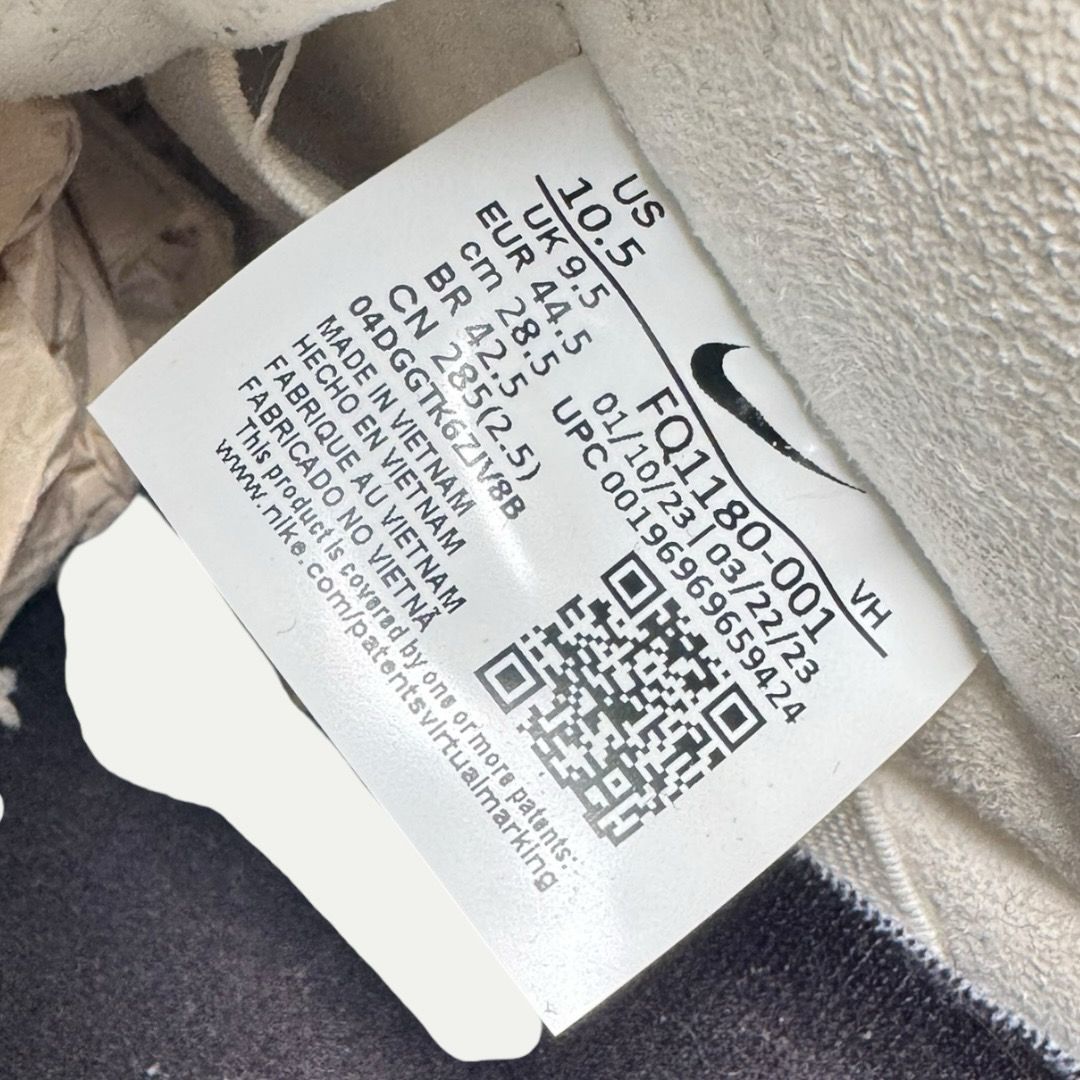 US
10.5
UK 9.5
EUR 44.5
cm 28.5
BR 42.5
CN 285(2.5)
04DGGTK6ZJV8B
MADE IN VIETNAM
HECHO EN VIETNAM
FABRIQUE AU VIETNAM
FABRICADO NO VIETNÃ
This product is covered by one or more patents:
www.nike.com/patentsvirtualmarking
FQ1180-001
VH
01/10/23 | 03/22/23
UPC 00196969659424